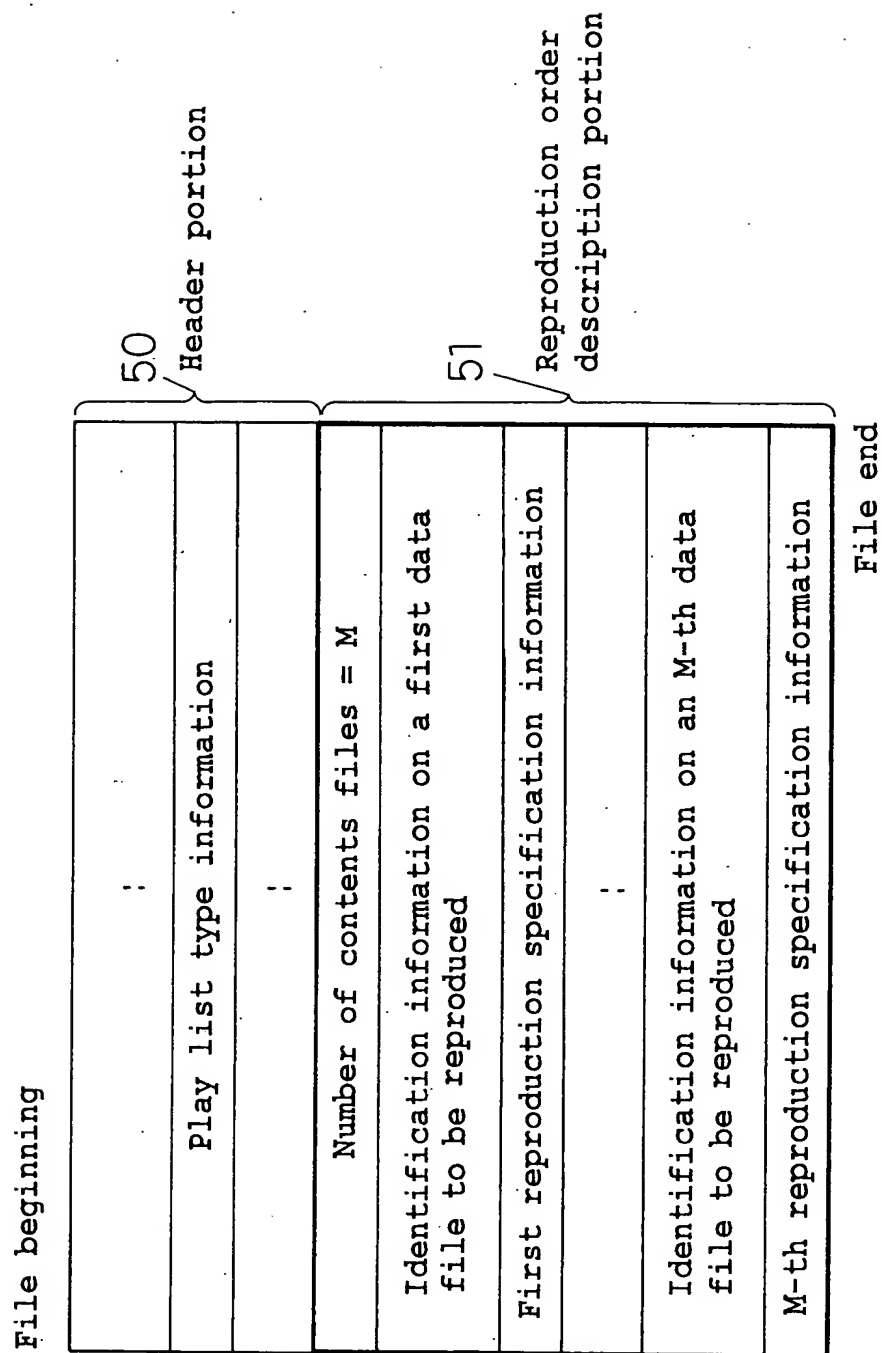 File beginning
:
Play list type information
:
50
Header portion
Number of contents files = M
Identification information on a first data
file to be reproduced
First reproduction specification information
:
Identification information on an M-th data
file to be reproduced
M-th reproduction specification information
51
Reproduction order
description portion
File end